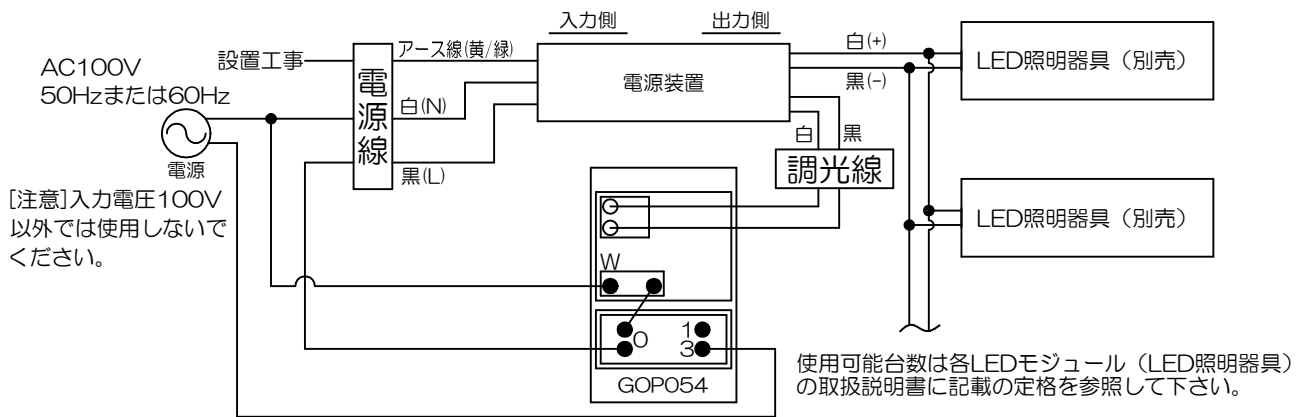 入力側
出力側
アース線(黄/緑)
白(+)
設置工事
LED照明器具（別売）
AC100V
50Hzまたは60Hz
電源線
電源装置
黒(-)
白(N)
白
黒
電源
調光線
黒(L)
[注意]入力電圧100V
以外では使用しないで
ください。
LED照明器具（別売）
W
0
1
3
GOP054
使用可能台数は各LEDモジュール（LED照明器具）
の取扱説明書に記載の定格を参照して下さい。